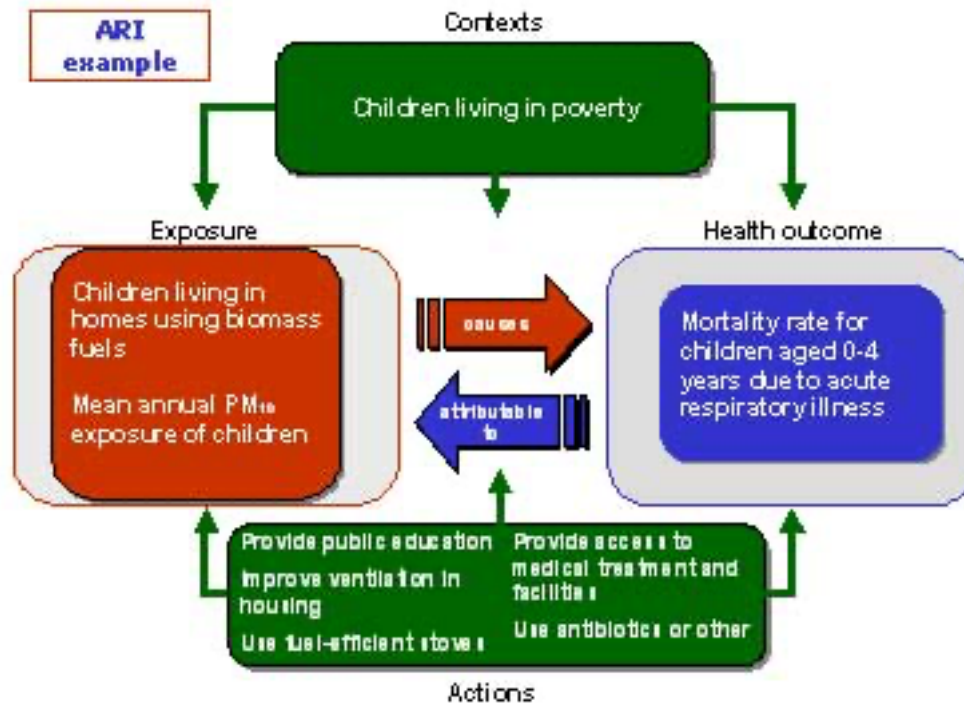 ARI
example
Contexts
Children living in poverty
Exposure
Health outcome
Children living in
homes using biomass
fuels
Mean annual PM₁₀
exposure of children
causes
attributable
to
Mortality rate for
children aged 0-4
years due to acute
respiratory illness
Provide public education
Improve ventilation in
housing
Use fuel-efficient stoves
Provide access to
medical treatment and
facilities
Use antibiotics or other
Actions